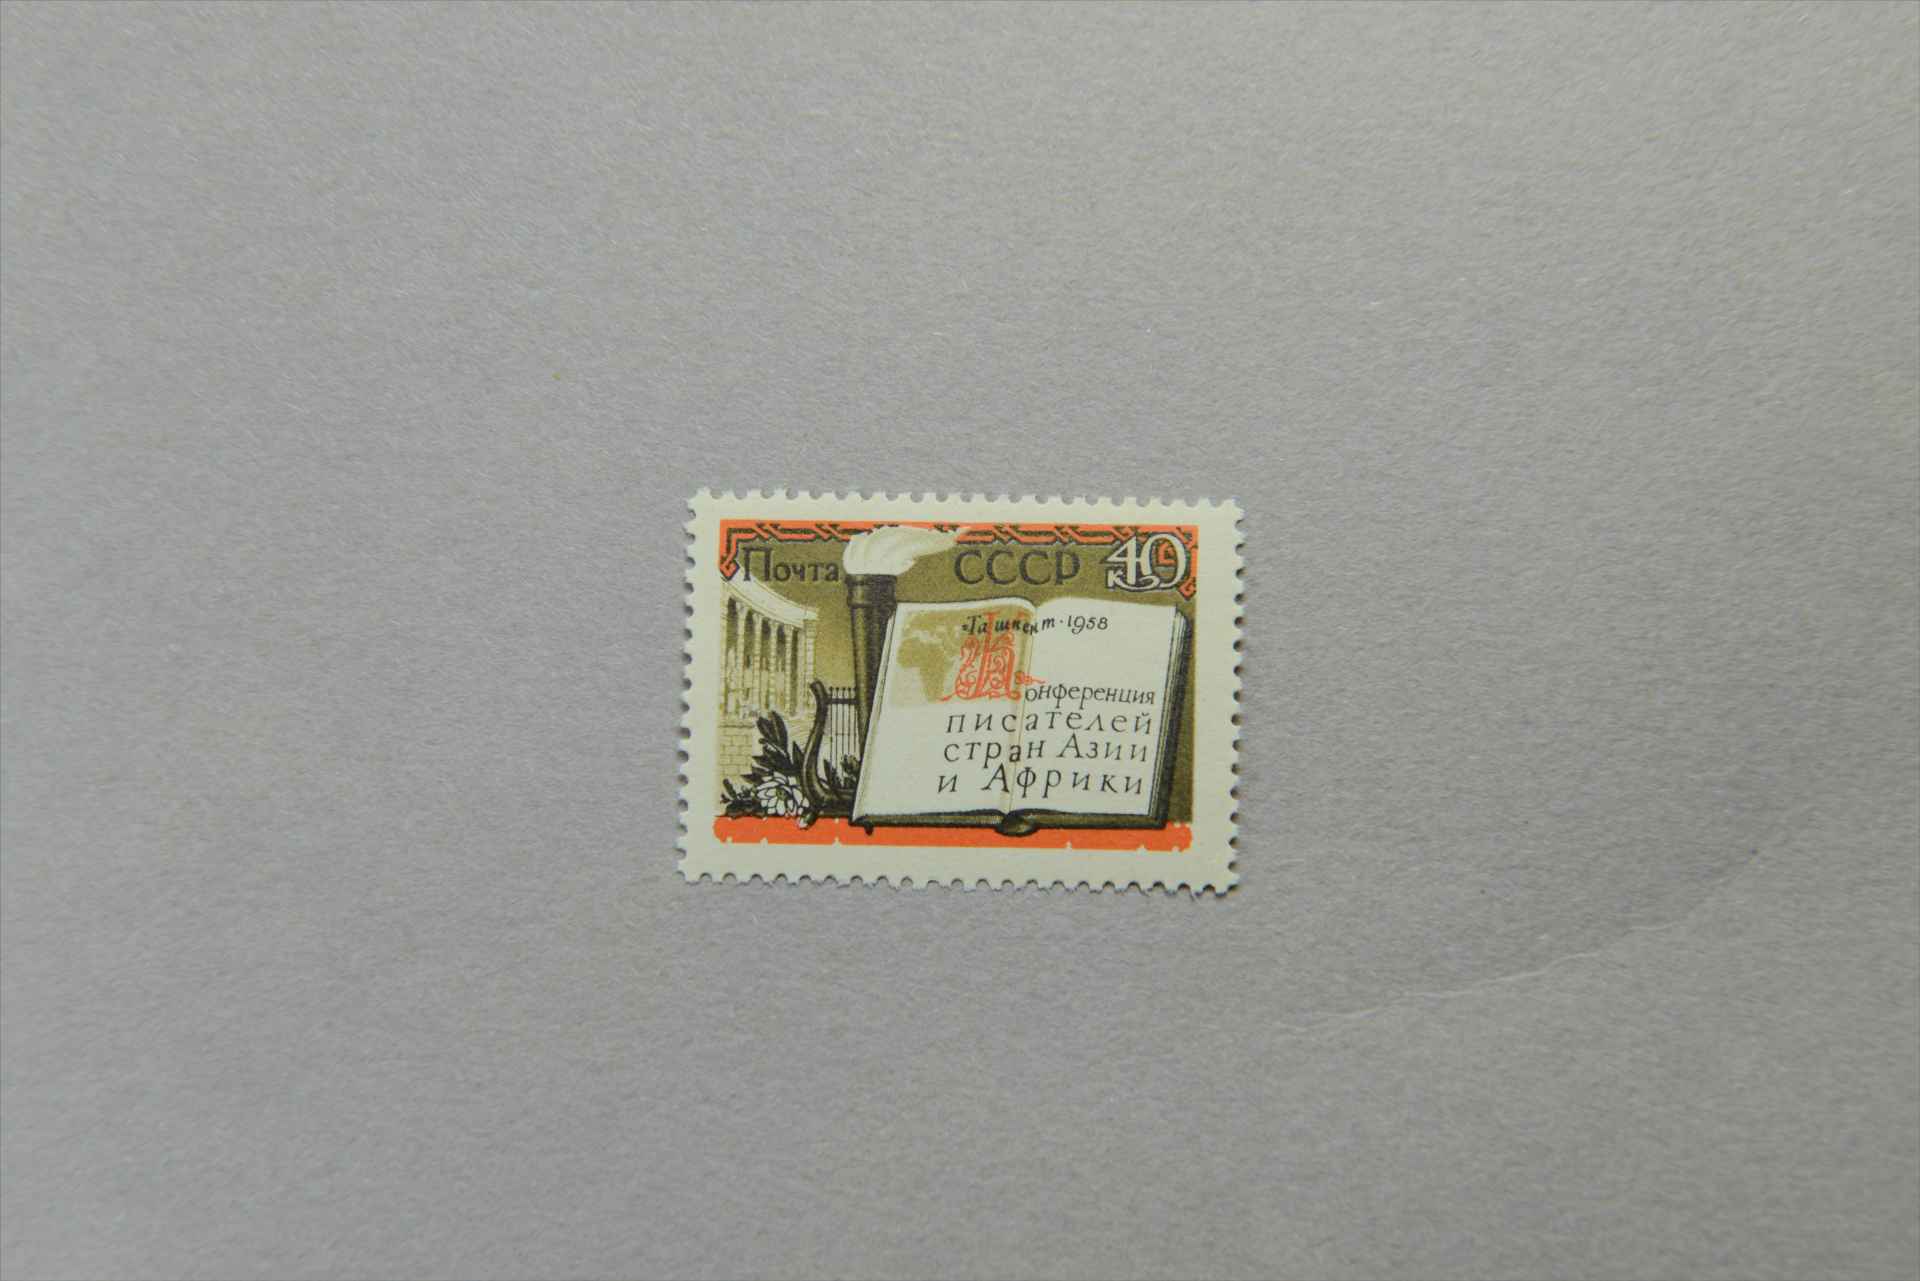 Почта СССР 40 к
Ташкент·1958
Конференция
писателей
стран Азии
и Африки